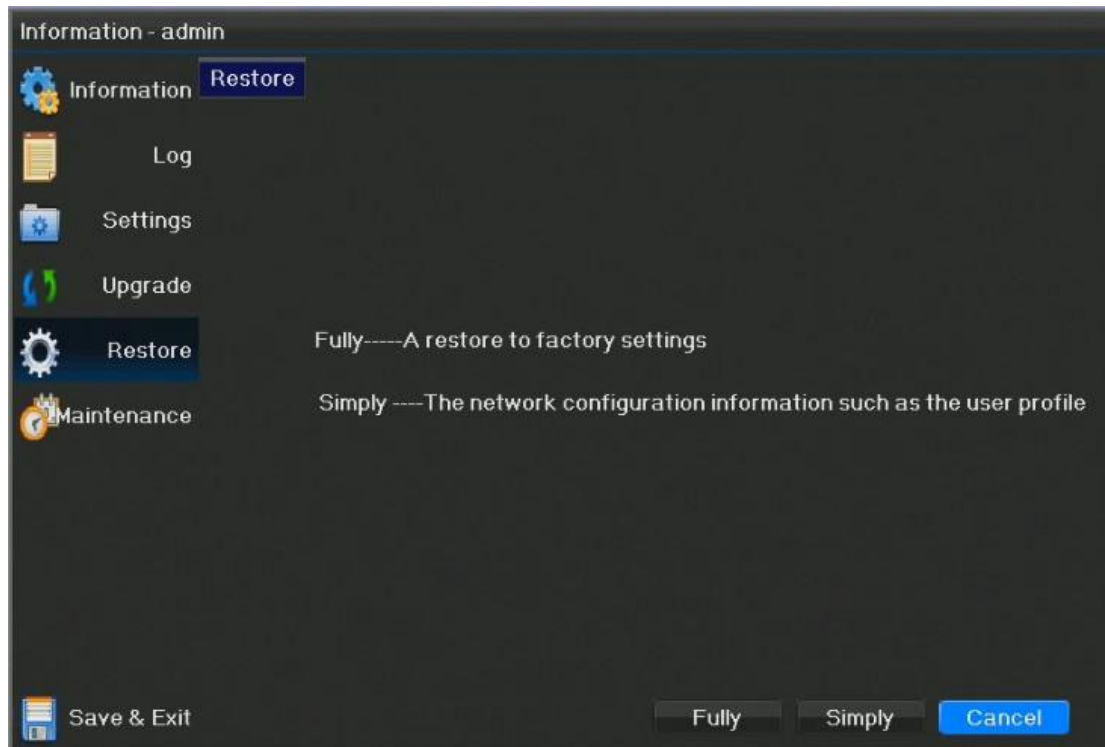 Information - admin
Information
Restore
Log
Settings
Upgrade
Restore
Maintenance
Fully-----A restore to factory settings
Simply ----The network configuration information such as the user profile
Save & Exit
Fully
Simply
Cancel